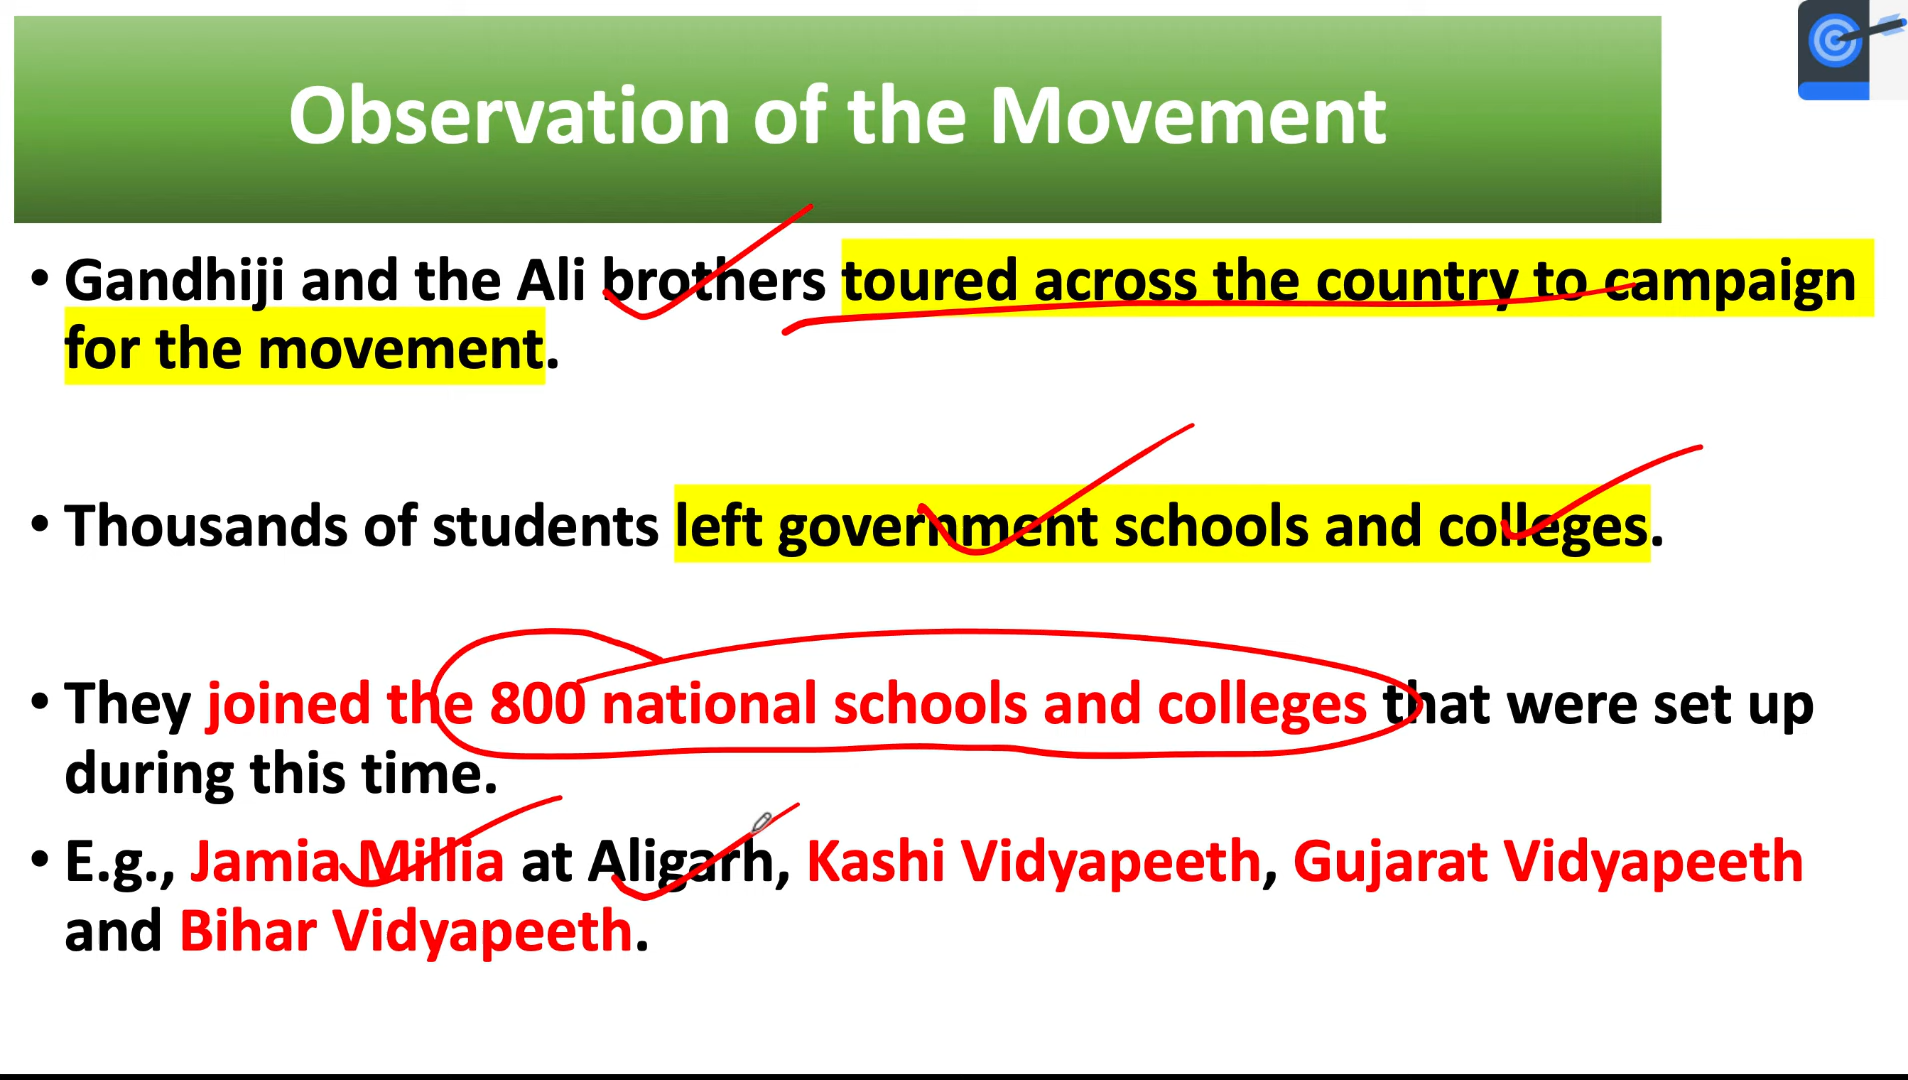 Observation of the Movement
• Gandhiji and the Ali brothers toured across the country to campaign
for the movement.
• Thousands of students left government schools and colleges.
• They joined the 800 national schools and colleges that were set up
during this time.
• E.g., Jamia Millia at Aligarh, Kashi Vidyapeeth, Gujarat Vidyapeeth
and Bihar Vidyapeeth.